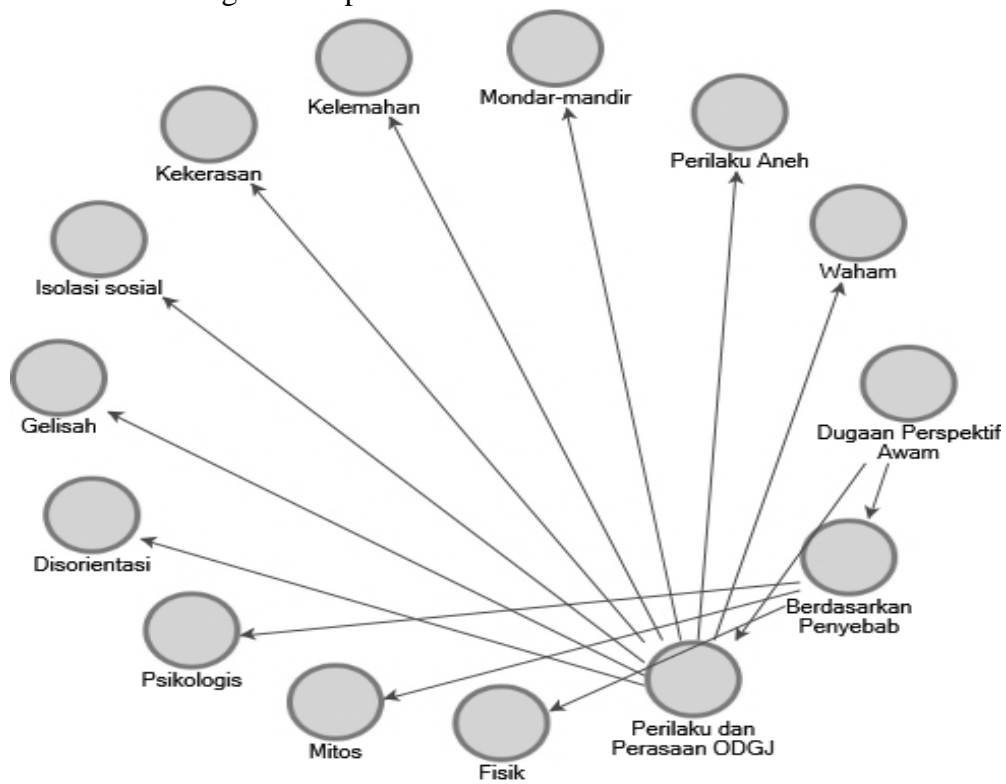 Mondar-mandir
Kelemahan
Perilaku Aneh
Kekerasan
Waham
Isolasi sosial
Gelisah
Dugaan Perspektif
Awam
Disorientasi
Berdasarkan
Penyebab
Psikologis
Mitos
Fisik
Perilaku dan
Perasaan ODGJ